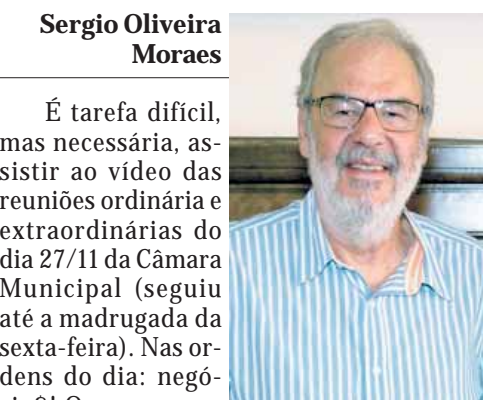 Sergio Oliveira
Moraes
É tarefa difícil,
mas necessária, as-
sistir ao vídeo das
reuniões ordinária e
extraordinárias do
dia 27/11 da Câmara
Municipal (seguiu
até a madrugada da
sexta-feira). Nas or-
dens do dia: negó-